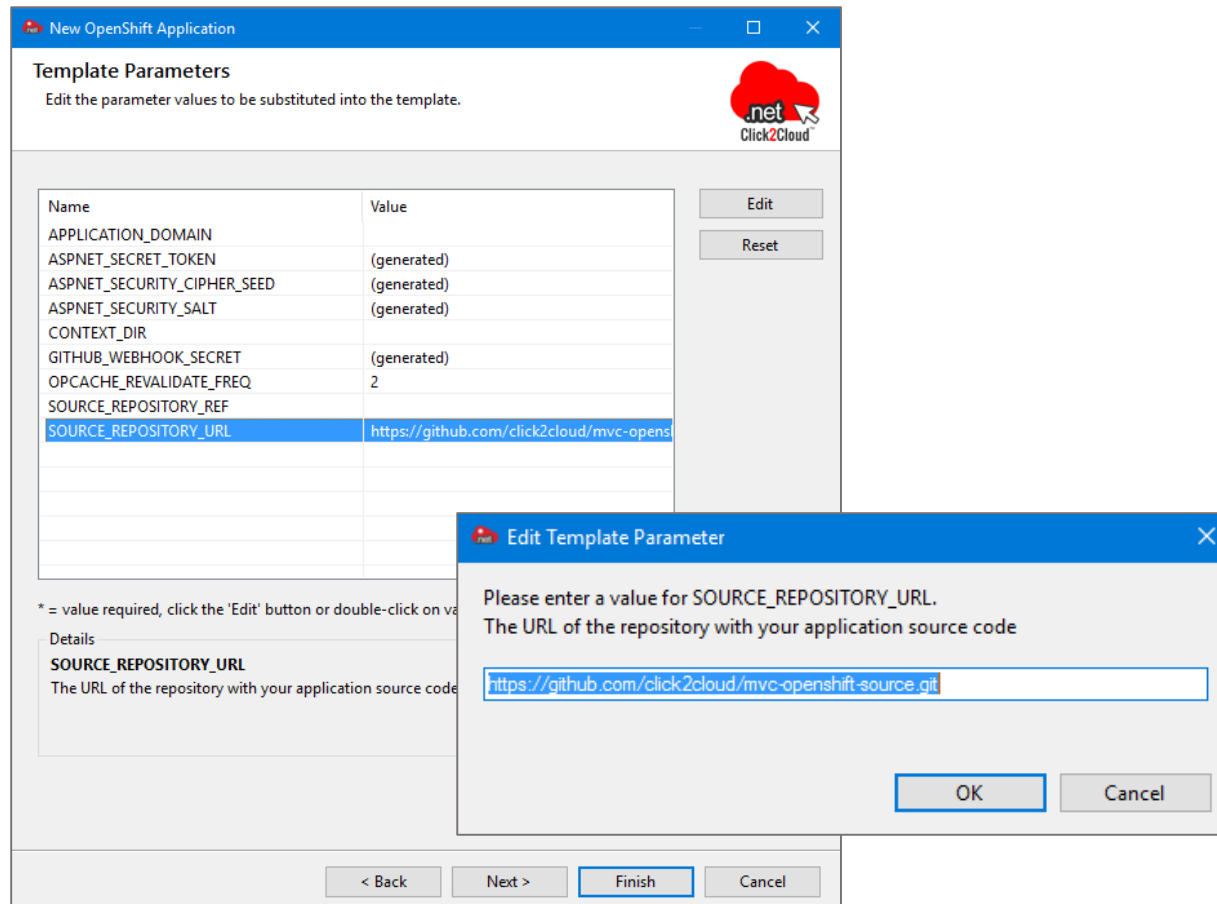 New OpenShift Application
Template Parameters
Edit the parameter values to be substituted into the template.
.net
Click2Cloud™
Name Value
APPLICATION_DOMAIN
ASPNET_SECRET_TOKEN (generated)
ASPNET_SECURITY_CIPHER_SEED (generated)
ASPNET_SECURITY_SALT (generated)
CONTEXT_DIR
GITHUB_WEBHOOK_SECRET (generated)
OPCACHE_REVALIDATE_FREQ 2
SOURCE_REPOSITORY_REF
SOURCE_REPOSITORY_URL https://github.com/click2cloud/mvc-opensl
Edit
Reset
* = value required, click the 'Edit' button or double-click on va
Details
SOURCE_REPOSITORY_URL
The URL of the repository with your application source code
< Back Next > Finish Cancel
Edit Template Parameter
Please enter a value for SOURCE_REPOSITORY_URL.
The URL of the repository with your application source code
https://github.com/click2cloud/mvc-openshift-source.git
OK Cancel